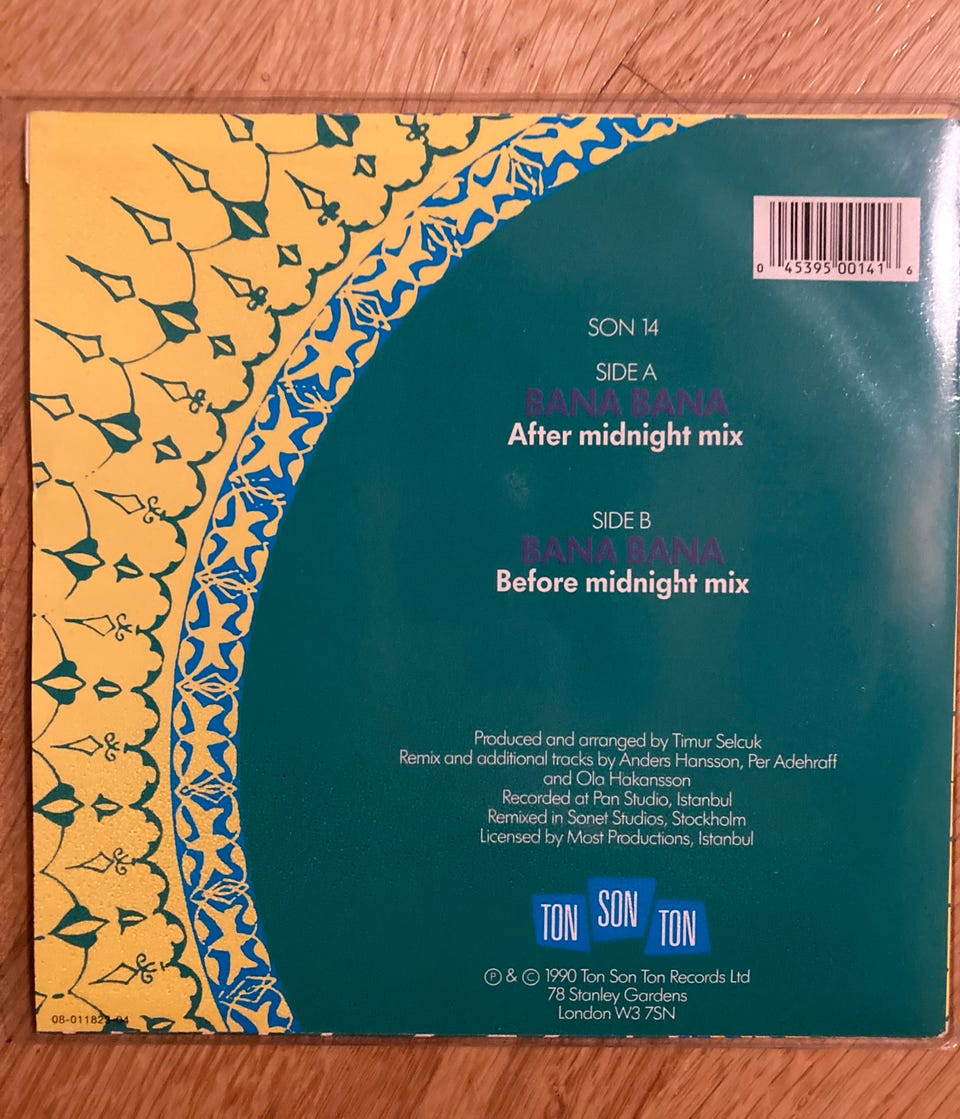 0 45395 00141 6
SON 14
SIDE A
BANA BANA
After midnight mix
SIDE B
BANA BANA
Before midnight mix
Produced and arranged by Timur Selcuk
Remix and additional tracks by Anders Hansson, Per Adehraff
and Ola Hakansson
Recorded at Pan Studio, Istanbul
Remixed in Sonet Studios, Stockholm
Licensed by Most Productions, Istanbul
TON SON TON
Ⓟ & © 1990 Ton Son Ton Records Ltd
78 Stanley Gardens
London W3 7SN
08-011823-04